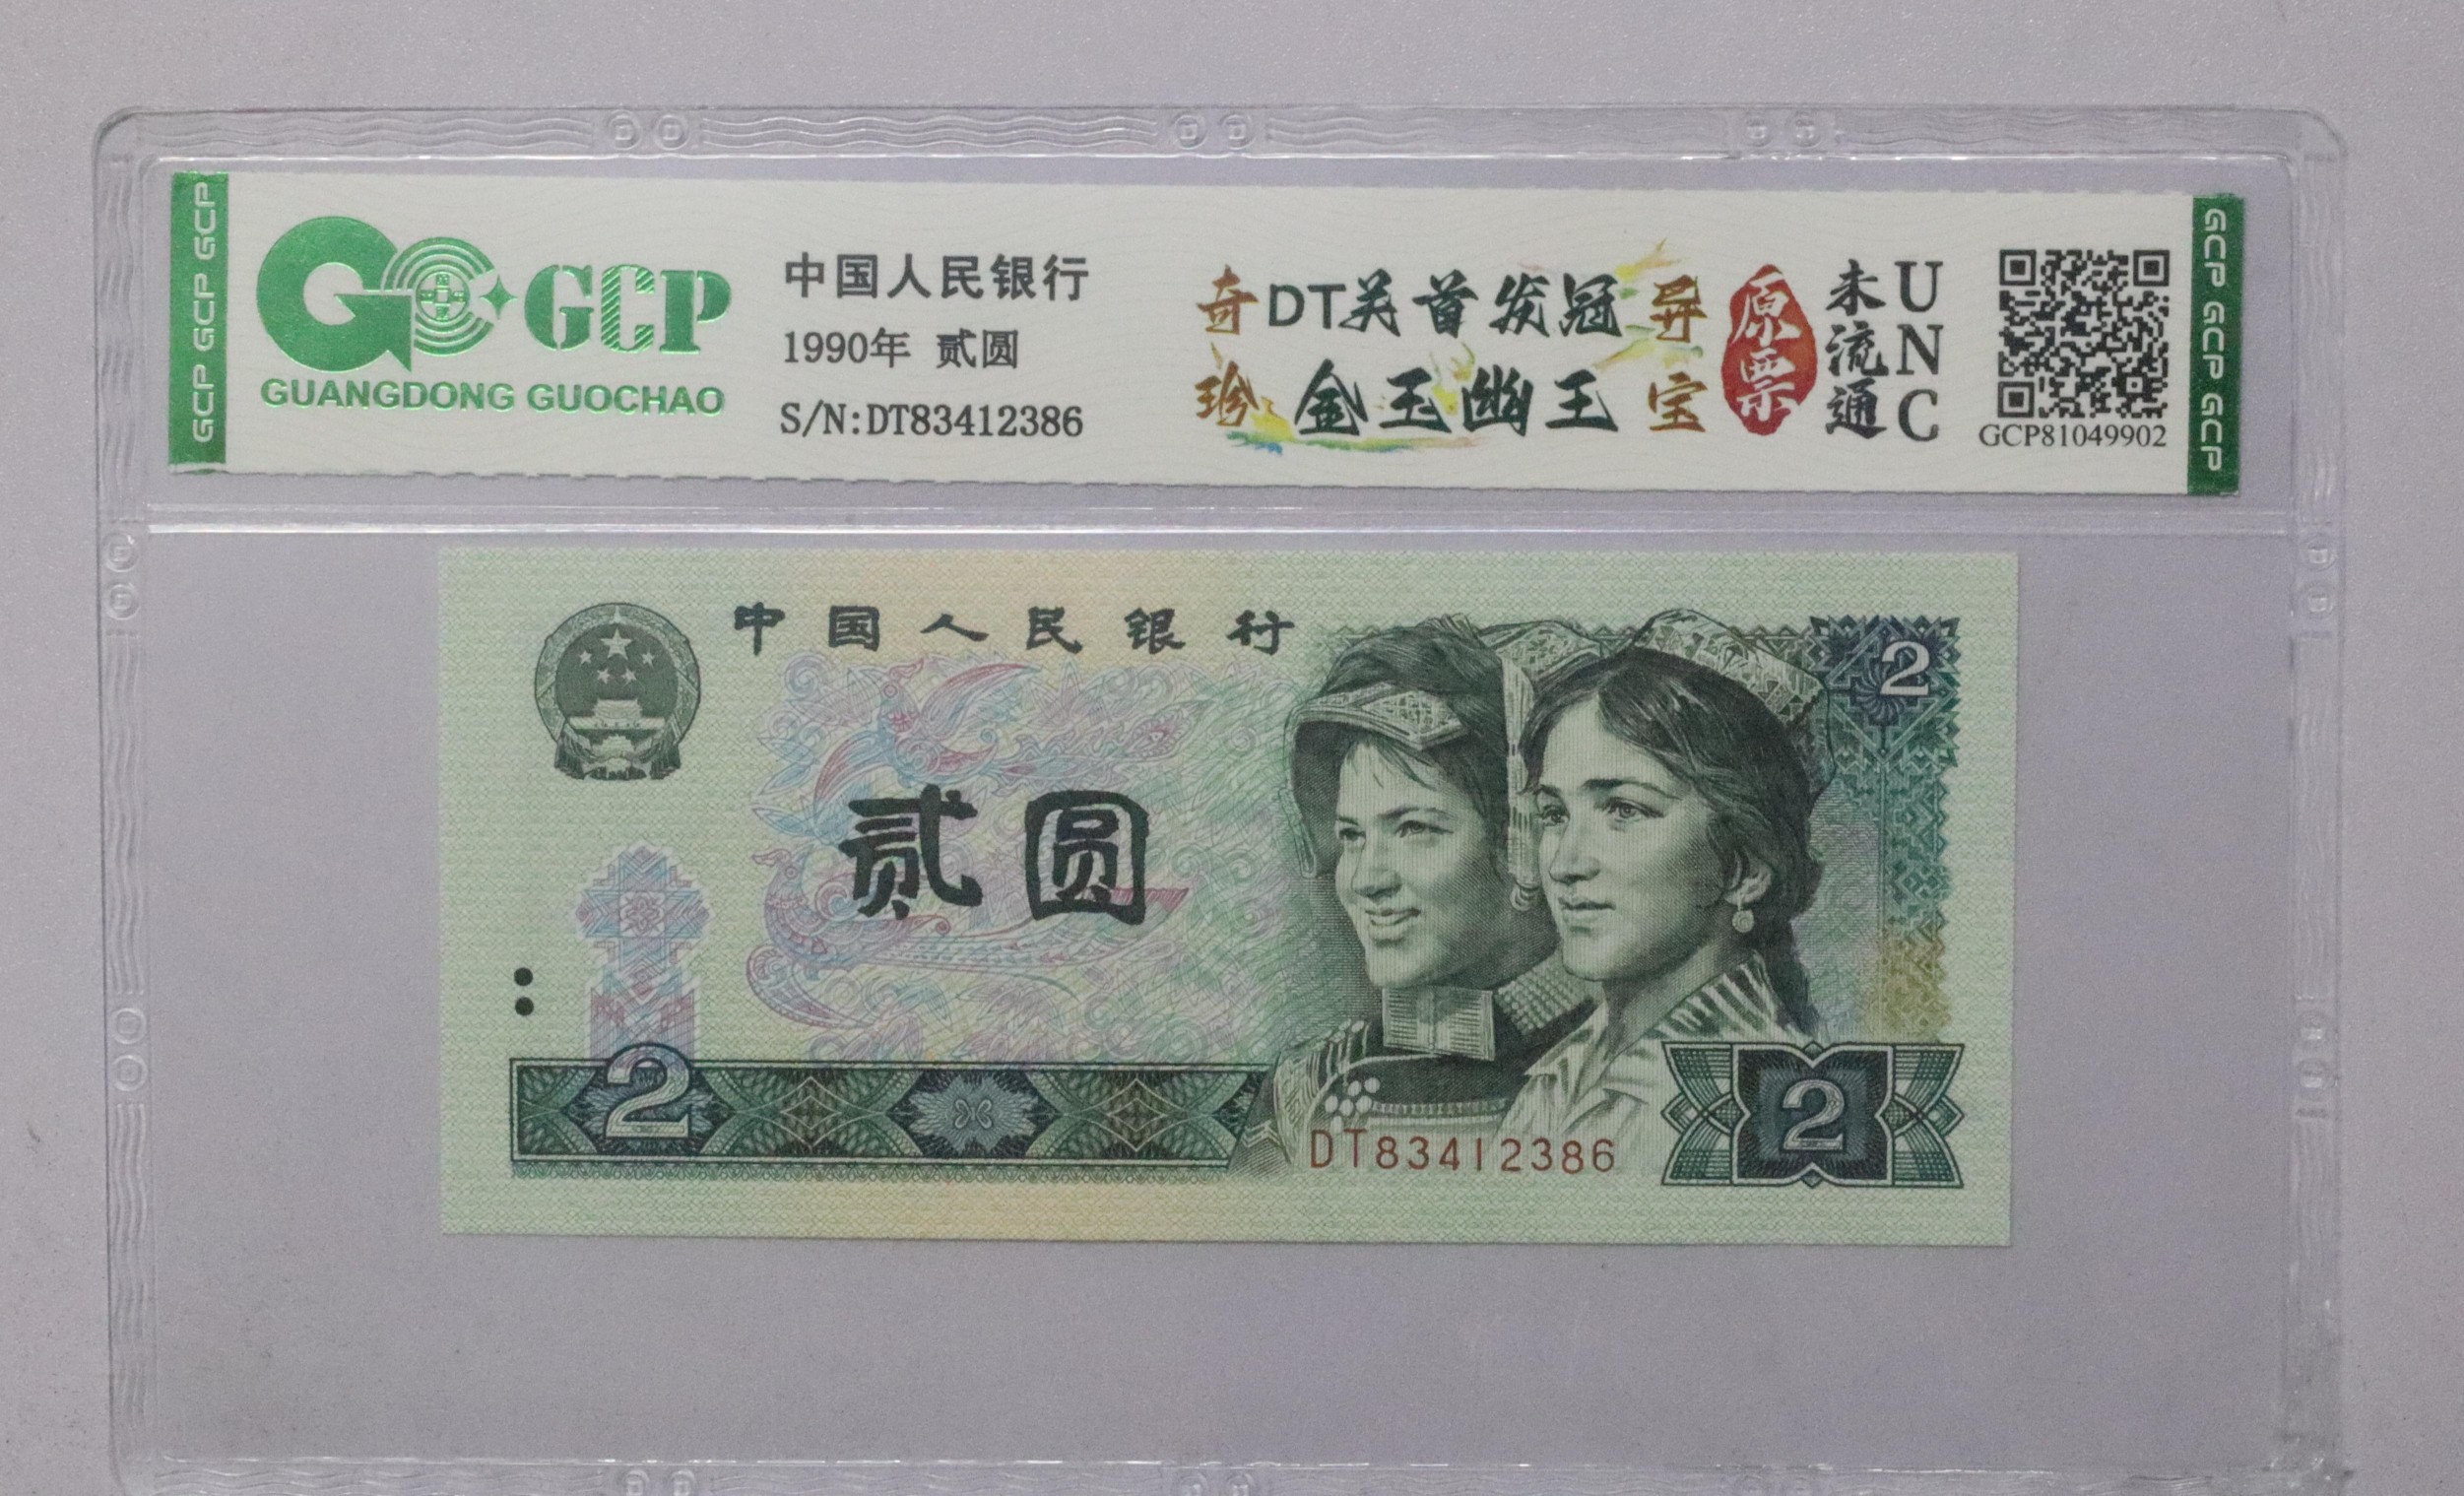 GCP GCP GCP
GCP
GUANGDONG GUOCHAO
中国人民银行
1990年 贰圆
S/N:DT83412386
奇珍
DT关首发冠
金玉幽王
异宝
原票
未流通
UNC
GCP81049902
GCP GCP GCP GCP
中国人民银行
2
贰圆
2
DT83412386
2